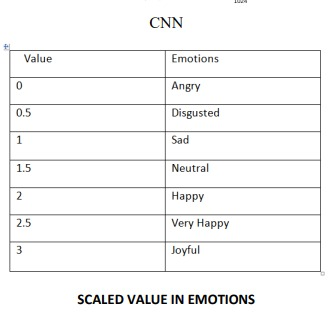 1024
CNN
Value Emotions
0 Angry
0.5 Disgusted
1 Sad
1.5 Neutral
2 Happy
2.5 Very Happy
3 Joyful
SCALED VALUE IN EMOTIONS